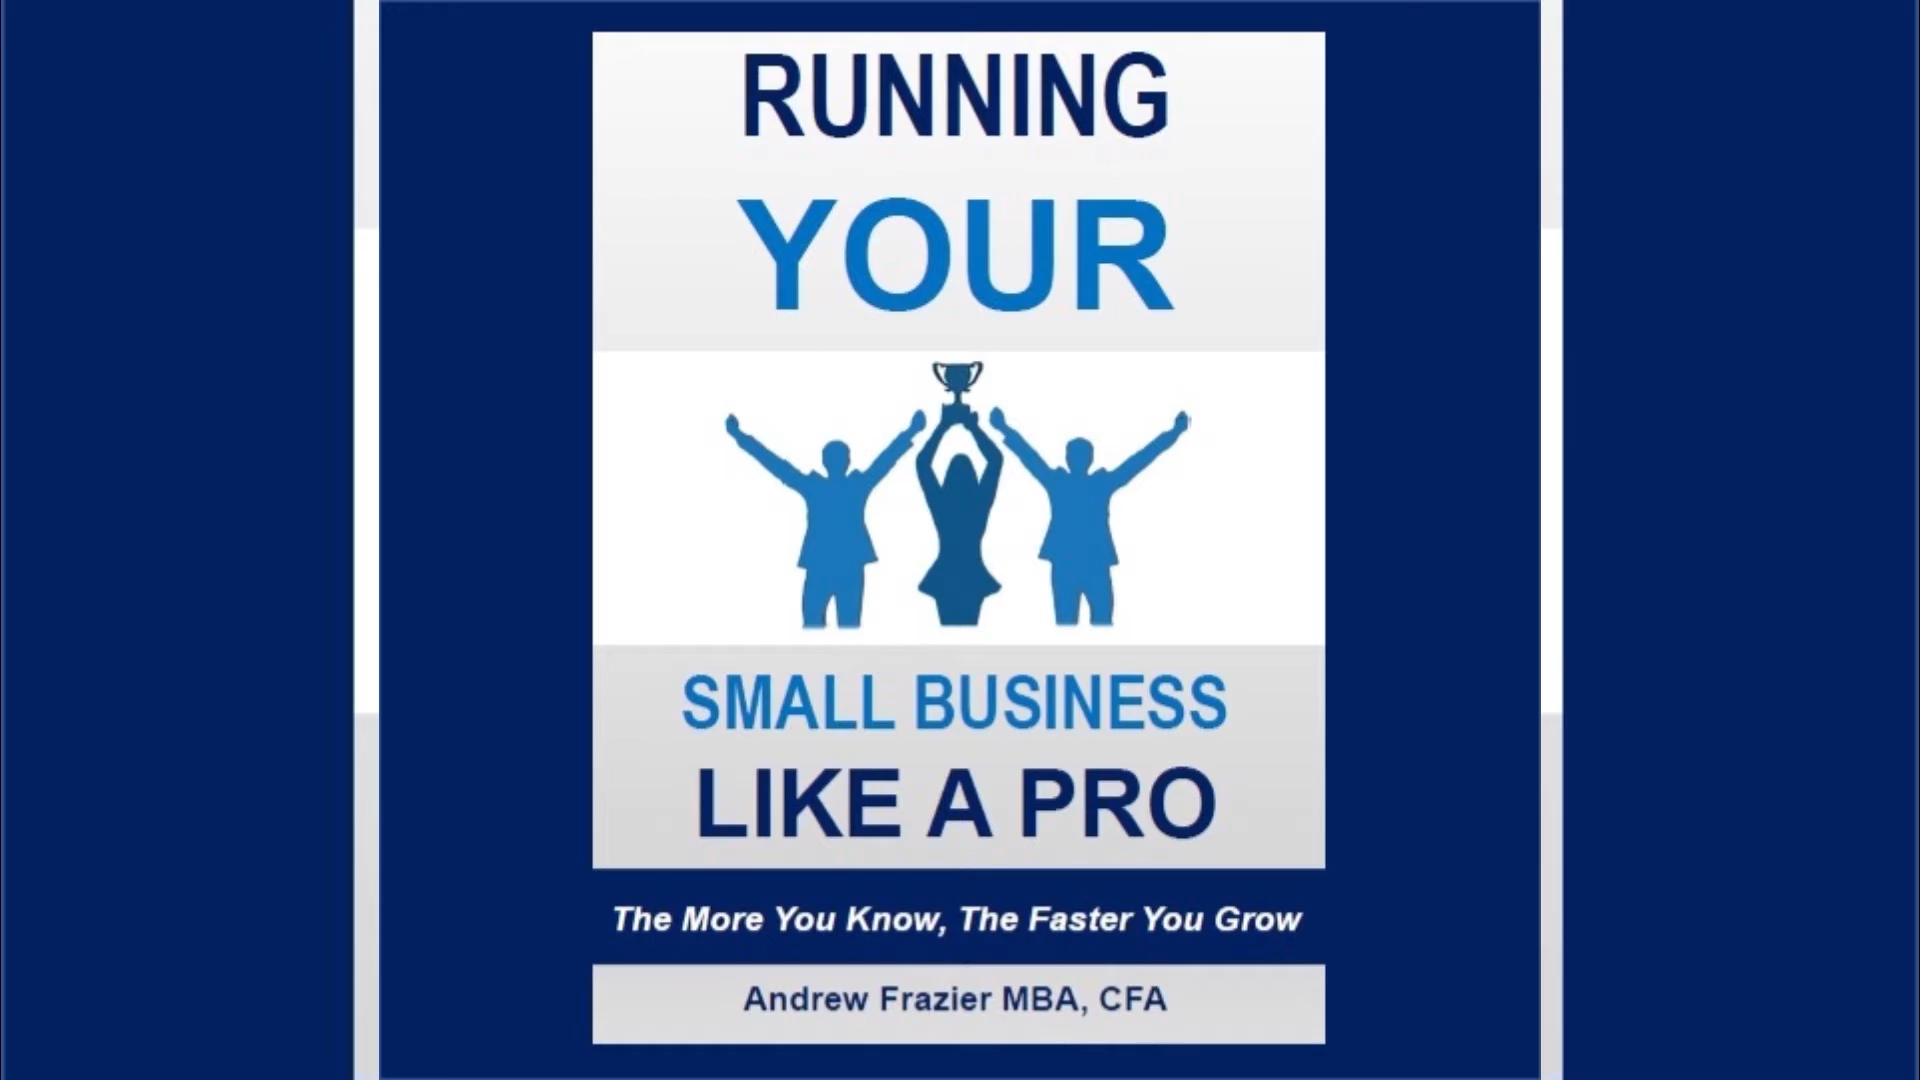 RUNNING
YOUR
SMALL BUSINESS
LIKE A PRO
The More You Know, The Faster You Grow
Andrew Frazier MBA, CFA